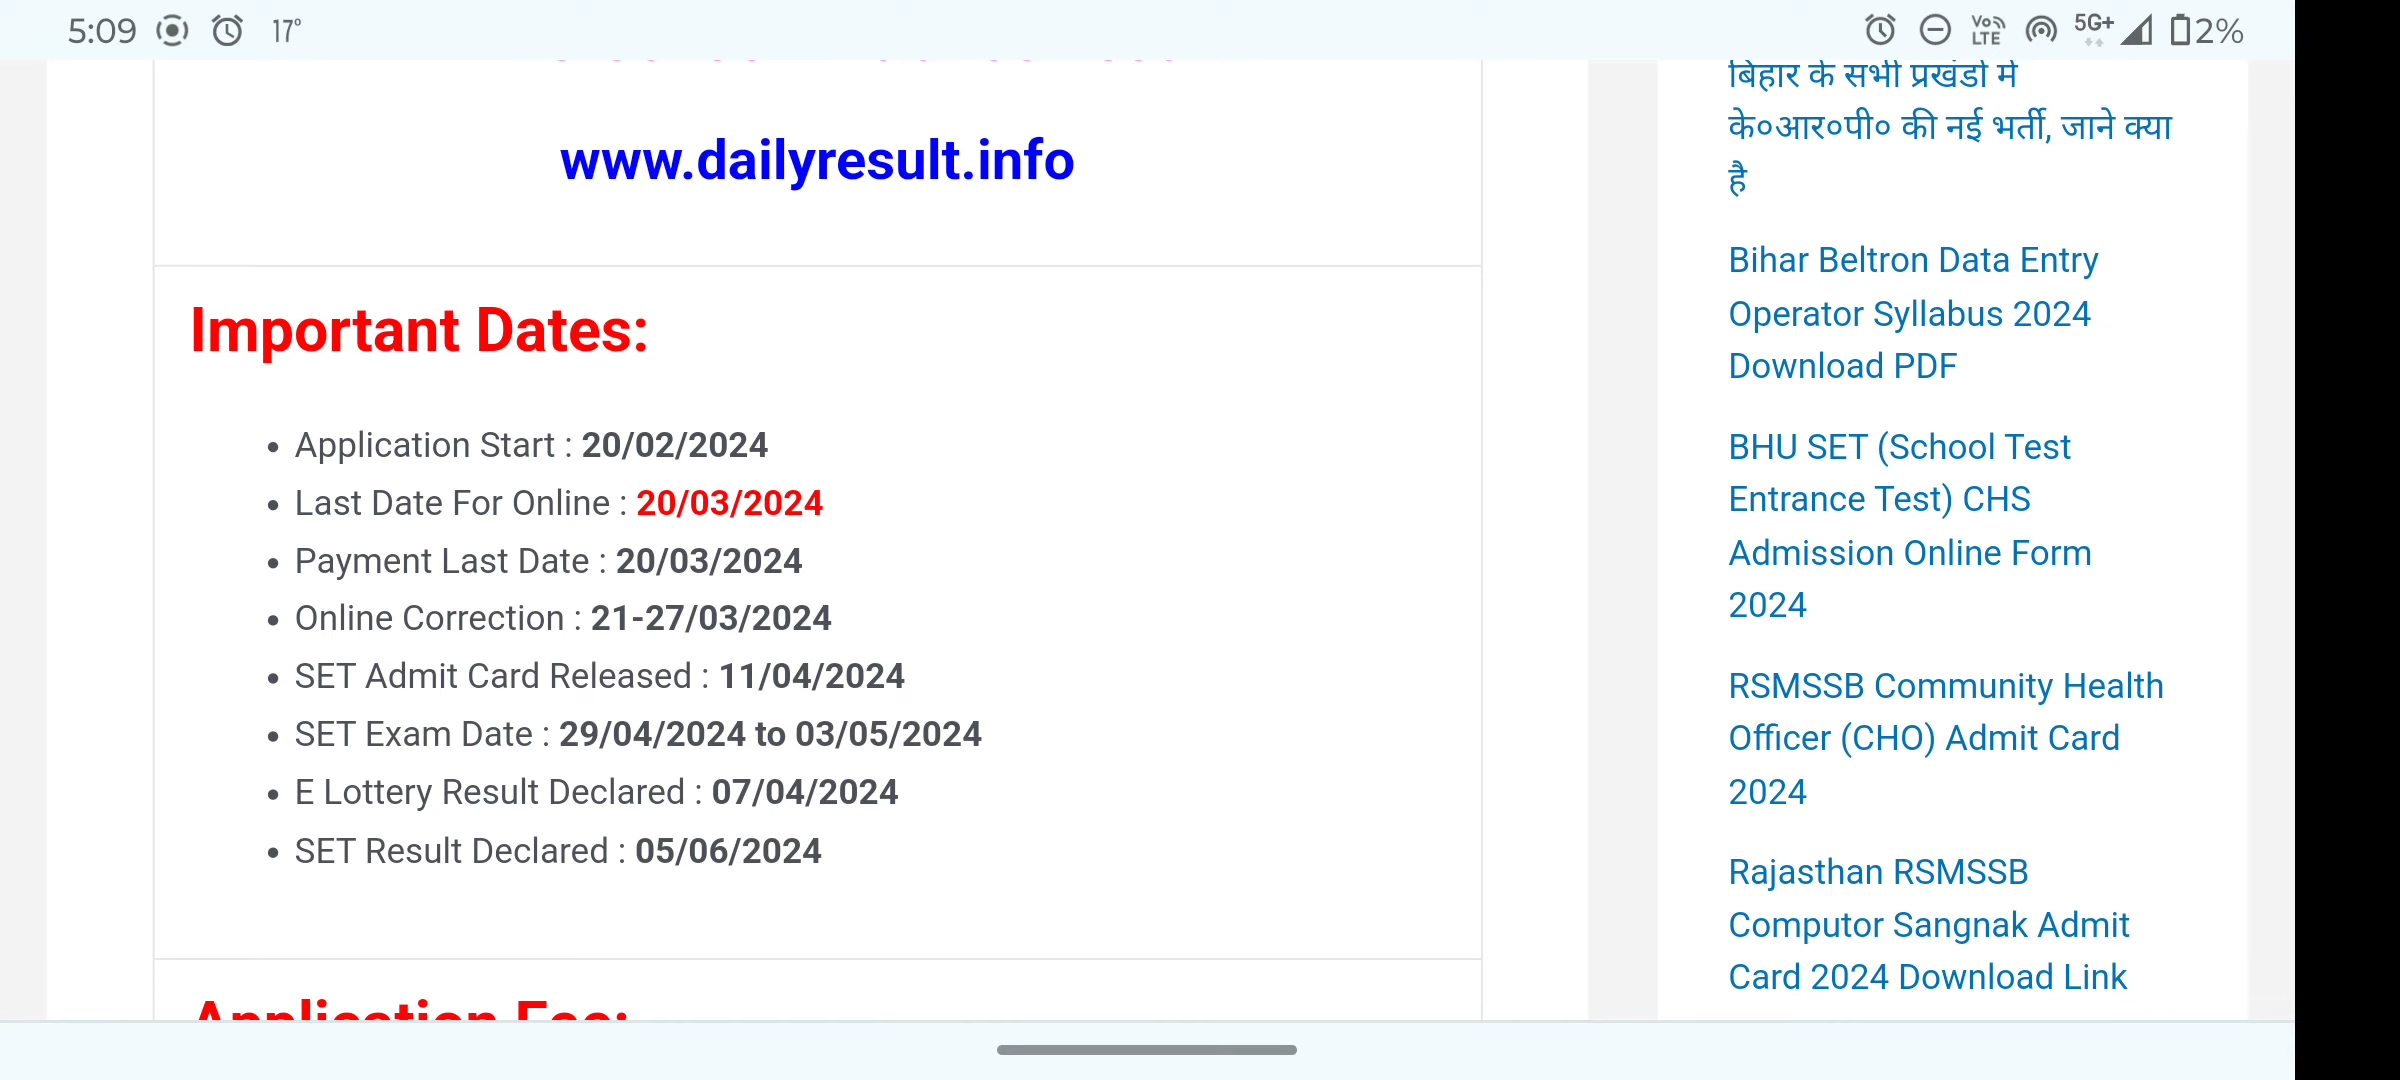 5:09 17° VoLTE 5G+ 2%
www.dailyresult.info
Important Dates:
Application Start : 20/02/2024
Last Date For Online : 20/03/2024
Payment Last Date : 20/03/2024
Online Correction : 21-27/03/2024
SET Admit Card Released : 11/04/2024
SET Exam Date : 29/04/2024 to 03/05/2024
E Lottery Result Declared : 07/04/2024
SET Result Declared : 05/06/2024
Application Fee:
बिहार के सभी प्रखंडों में
के०आर०पी० की नई भर्ती, जाने क्या
है
Bihar Beltron Data Entry
Operator Syllabus 2024
Download PDF
BHU SET (School Test
Entrance Test) CHS
Admission Online Form
2024
RSMSSB Community Health
Officer (CHO) Admit Card
2024
Rajasthan RSMSSB
Computor Sangnak Admit
Card 2024 Download Link